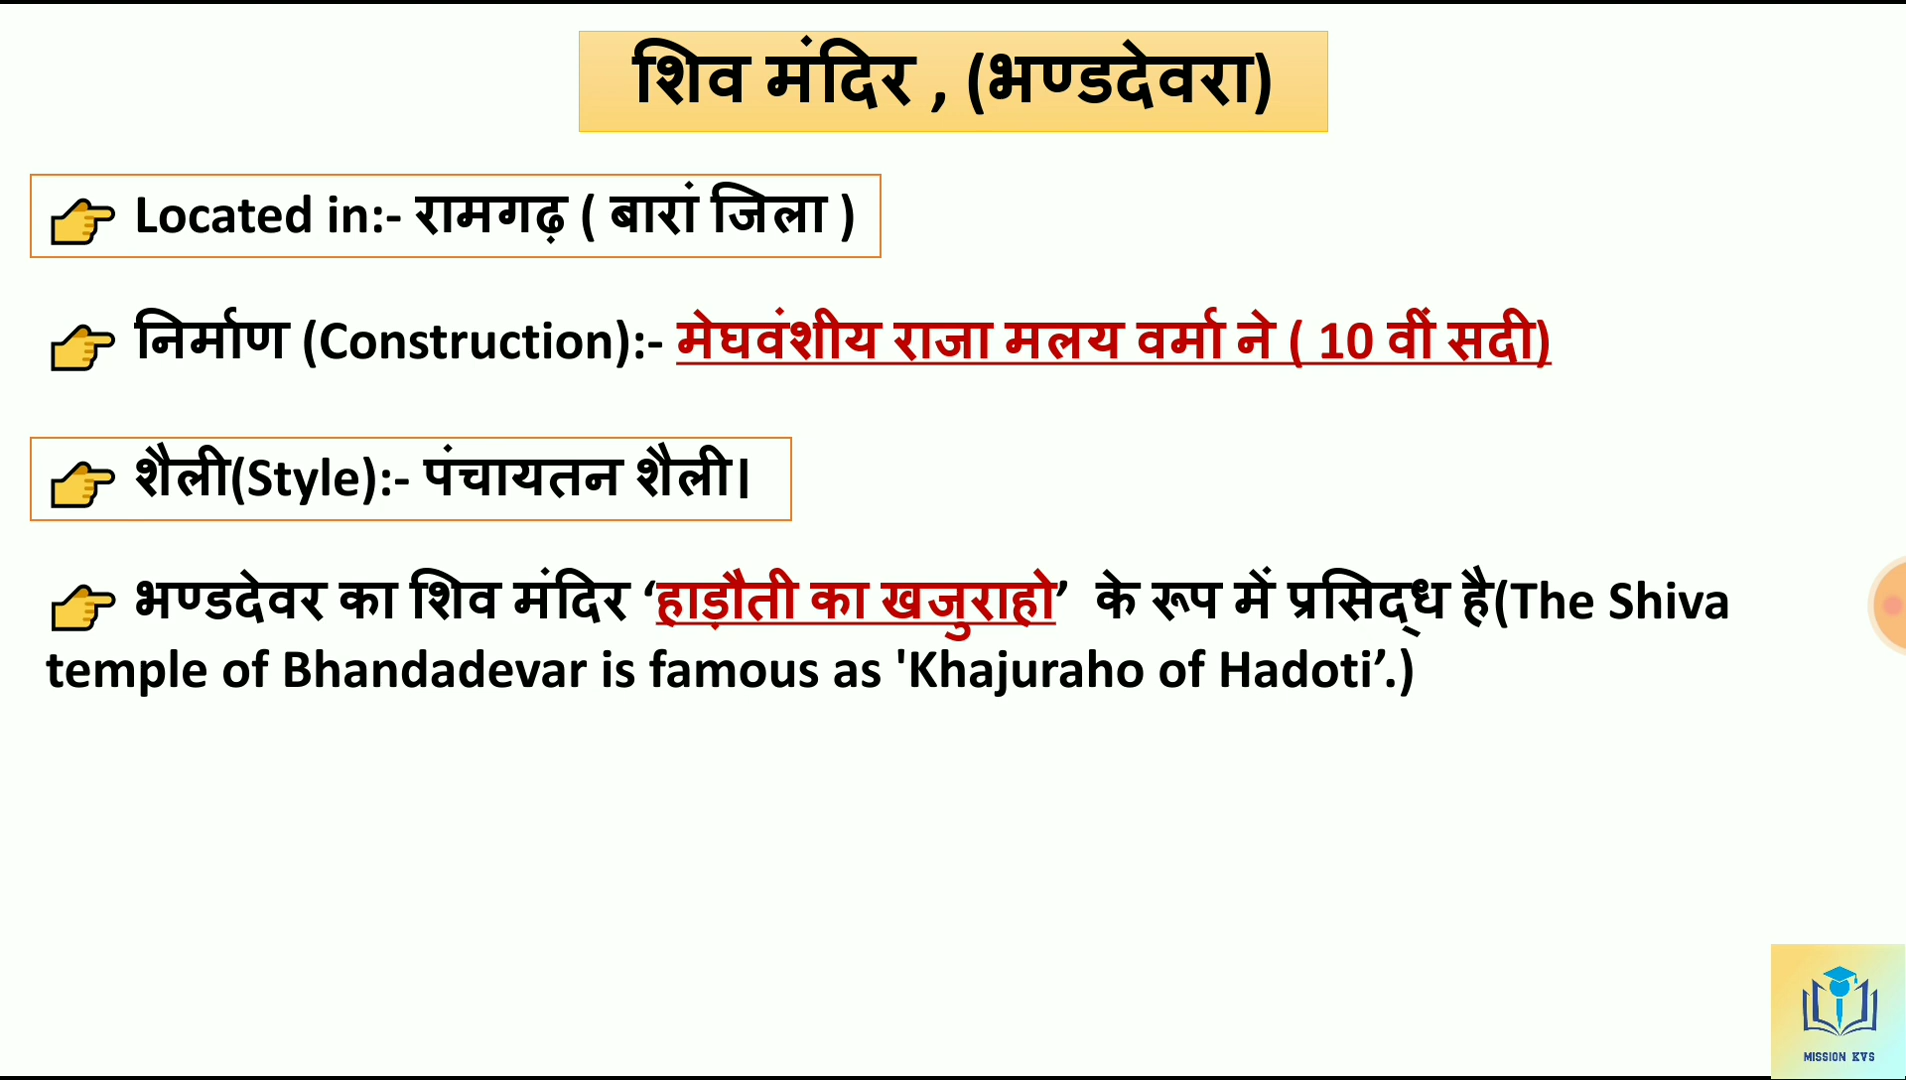 शिव मंदिर , (भण्डदेवरा)
👉 Located in:- रामगढ़ ( बारां जिला )
👉 निर्माण (Construction):- मेघवंशीय राजा मलय वर्मा ने ( 10 वीं सदी)
👉 शैली(Style):- पंचायतन शैली।
👉 भण्डदेवर का शिव मंदिर ‘हाड़ौती का खजुराहो’ के रूप में प्रसिद्ध है(The Shiva
temple of Bhandadevar is famous as 'Khajuraho of Hadoti’.)
MISSION KVS